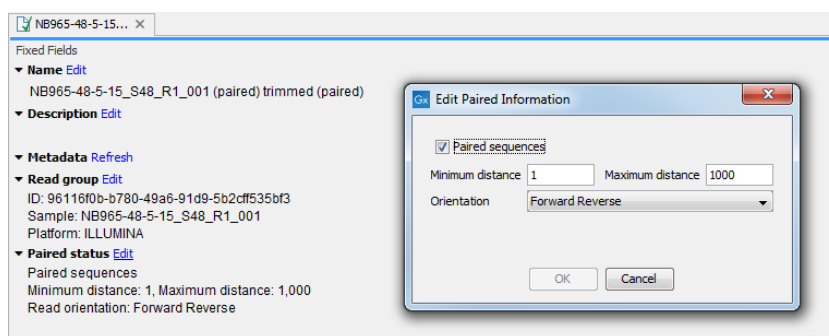 NB965-48-5-15...
Fixed Fields
Name Edit
NB965-48-5-15_S48_R1_001 (paired) trimmed (paired)
Description Edit
Metadata Refresh
Read group Edit
ID: 96116f0b-b780-49a6-91d9-5b2cff535bf3
Sample: NB965-48-5-15_S48_R1_001
Platform: ILLUMINA
Paired status Edit
Paired sequences
Minimum distance: 1, Maximum distance: 1,000
Read orientation: Forward Reverse
Gx Edit Paired Information
Paired sequences
Minimum distance 1 Maximum distance 1000
Orientation Forward Reverse
OK Cancel